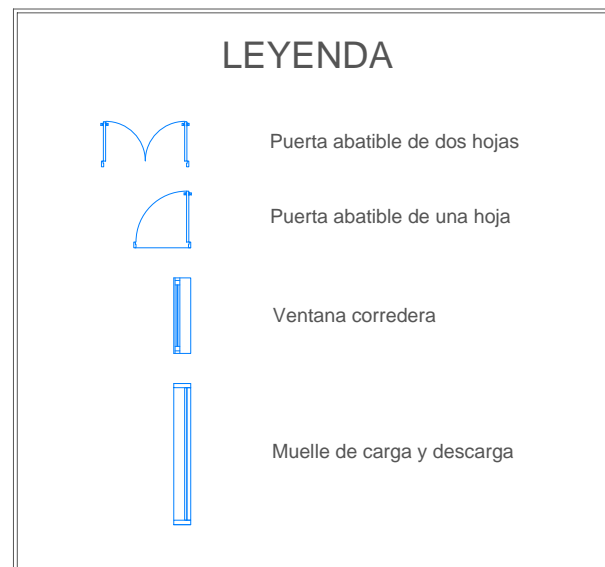 LEYENDA
Puerta abatible de dos hojas
Puerta abatible de una hoja
Ventana corredera
Muelle de carga y descarga